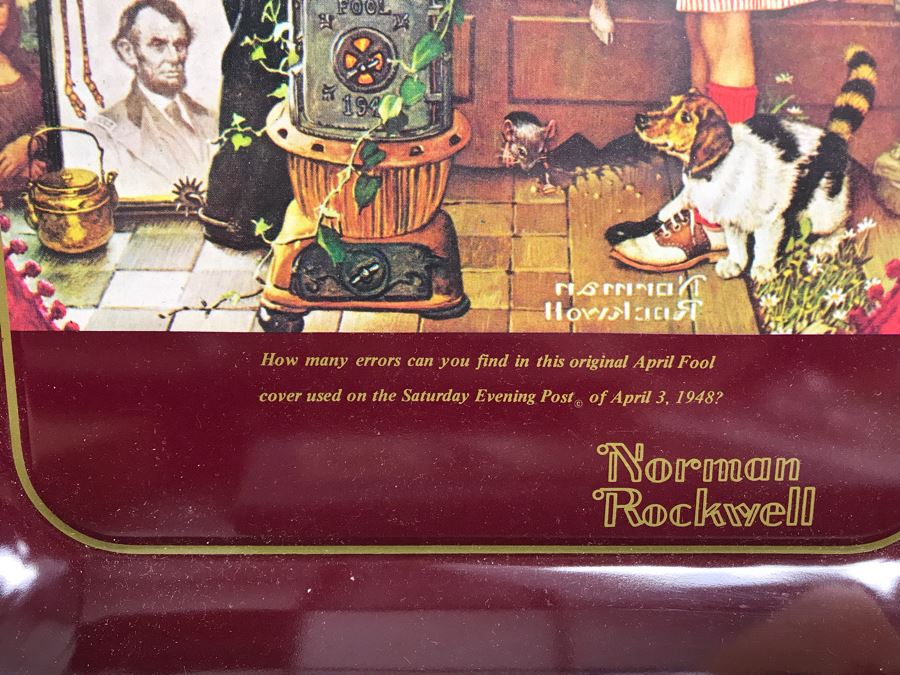 FOOL
194
Norman
Rockwell
How many errors can you find in this original April Fool
cover used on the Saturday Evening Post© of April 3, 1948?
Norman
Rockwell